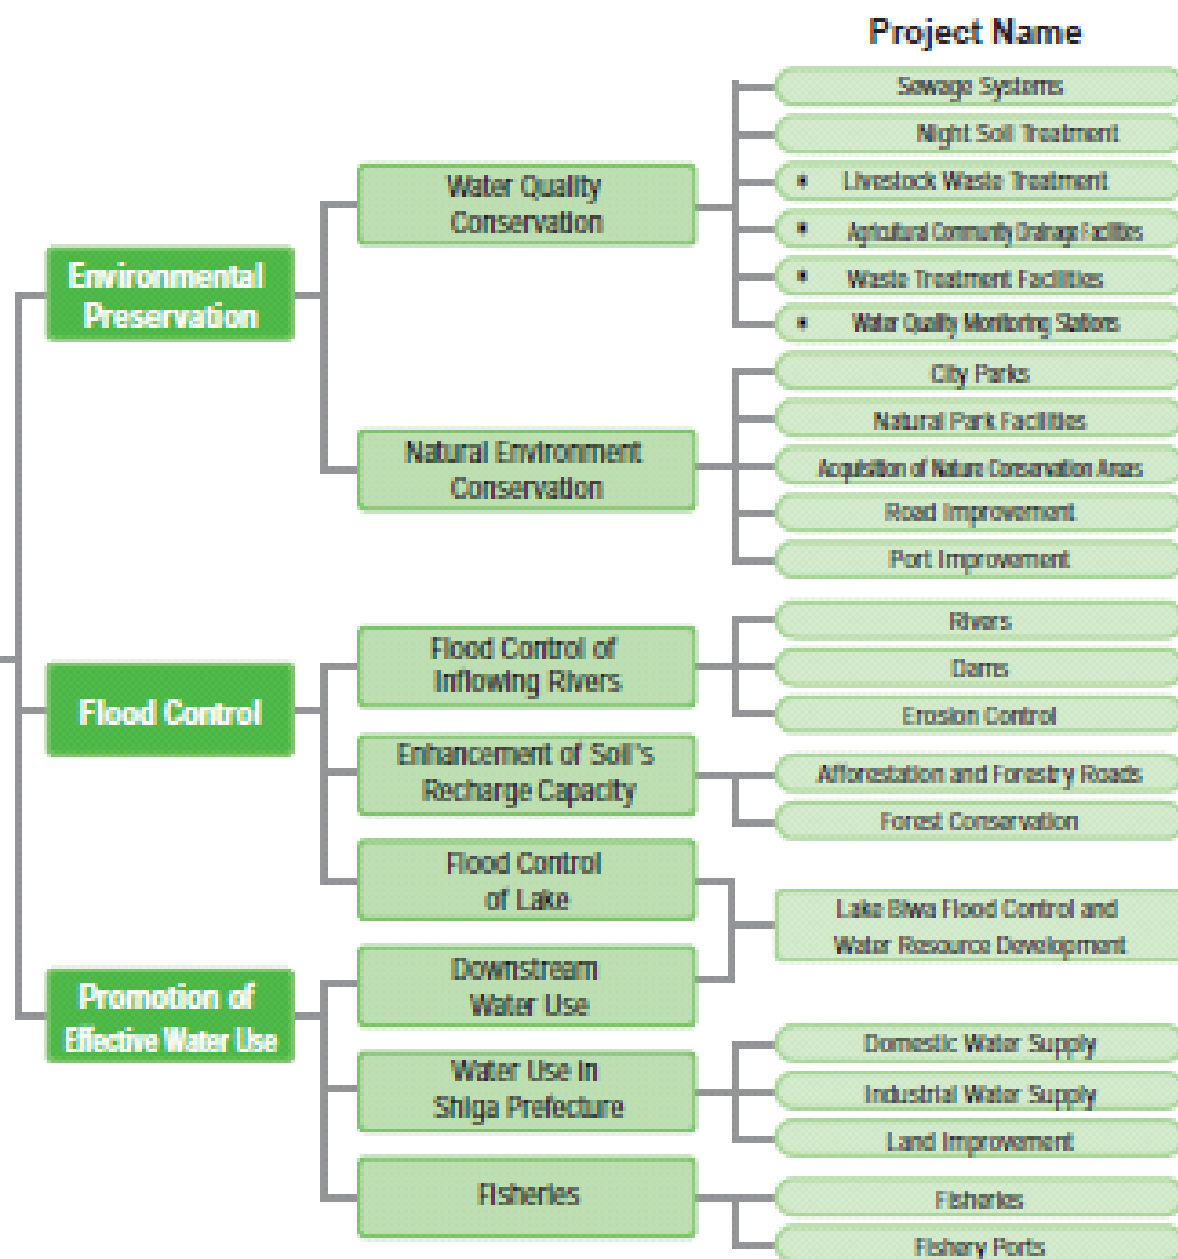 Project Name
Sewage Systems
Night Soil Treatment
Water Quality
Conservation
* Livestock Waste Treatment
* Agricultural Community Drainage Facilities
* Waste Treatment Facilities
* Water Quality Monitoring Stations
Environmental
Preservation
City Parks
Natural Park Facilities
Natural Environment
Conservation
Acquisition of Nature Conservation Areas
Road Improvement
Port Improvement
Flood Control
Flood Control of
Inflowing Rivers
Rivers
Dams
Erosion Control
Enhancement of Soil's
Recharge Capacity
Afforestation and Forestry Roads
Forest Conservation
Flood Control
of Lake
Lake Biwa Flood Control and
Water Resource Development
Promotion of
Effective Water Use
Downstream
Water Use
Water Use in
Shiga Prefecture
Domestic Water Supply
Industrial Water Supply
Land Improvement
Fisheries
Fisheries
Fishery Ports